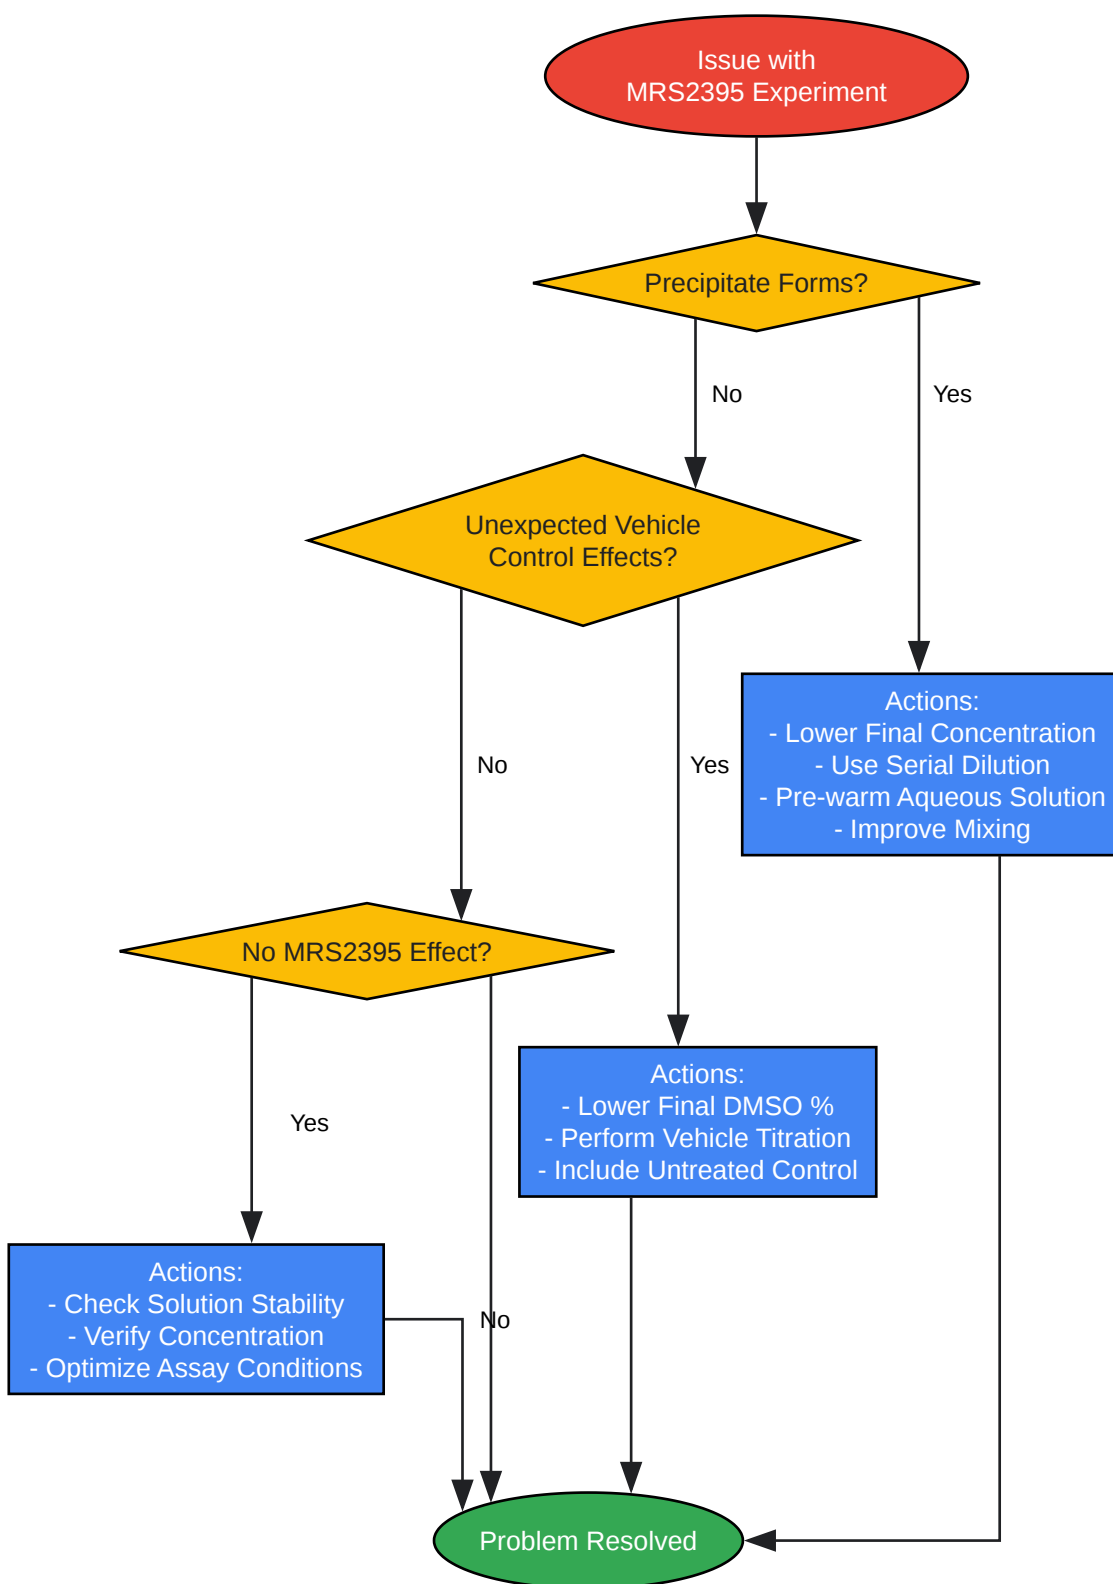 Issue with
MRS2395 Experiment
Precipitate Forms?
No
Yes
Unexpected Vehicle
Control Effects?
No
Yes
Actions:
- Lower Final Concentration
- Use Serial Dilution
- Pre-warm Aqueous Solution
- Improve Mixing
No MRS2395 Effect?
Yes
No
Actions:
- Lower Final DMSO %
- Perform Vehicle Titration
- Include Untreated Control
Actions:
- Check Solution Stability
- Verify Concentration
- Optimize Assay Conditions
Problem Resolved